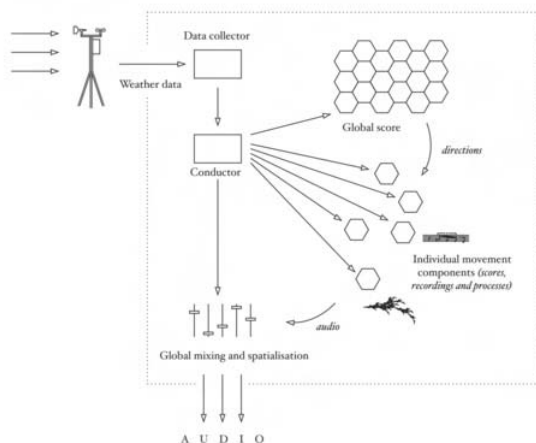 Data collector
Weather data
Conductor
Global score
directions
Individual movement
components (scores,
recordings and processes)
audio
Global mixing and spatialisation
A U D I O